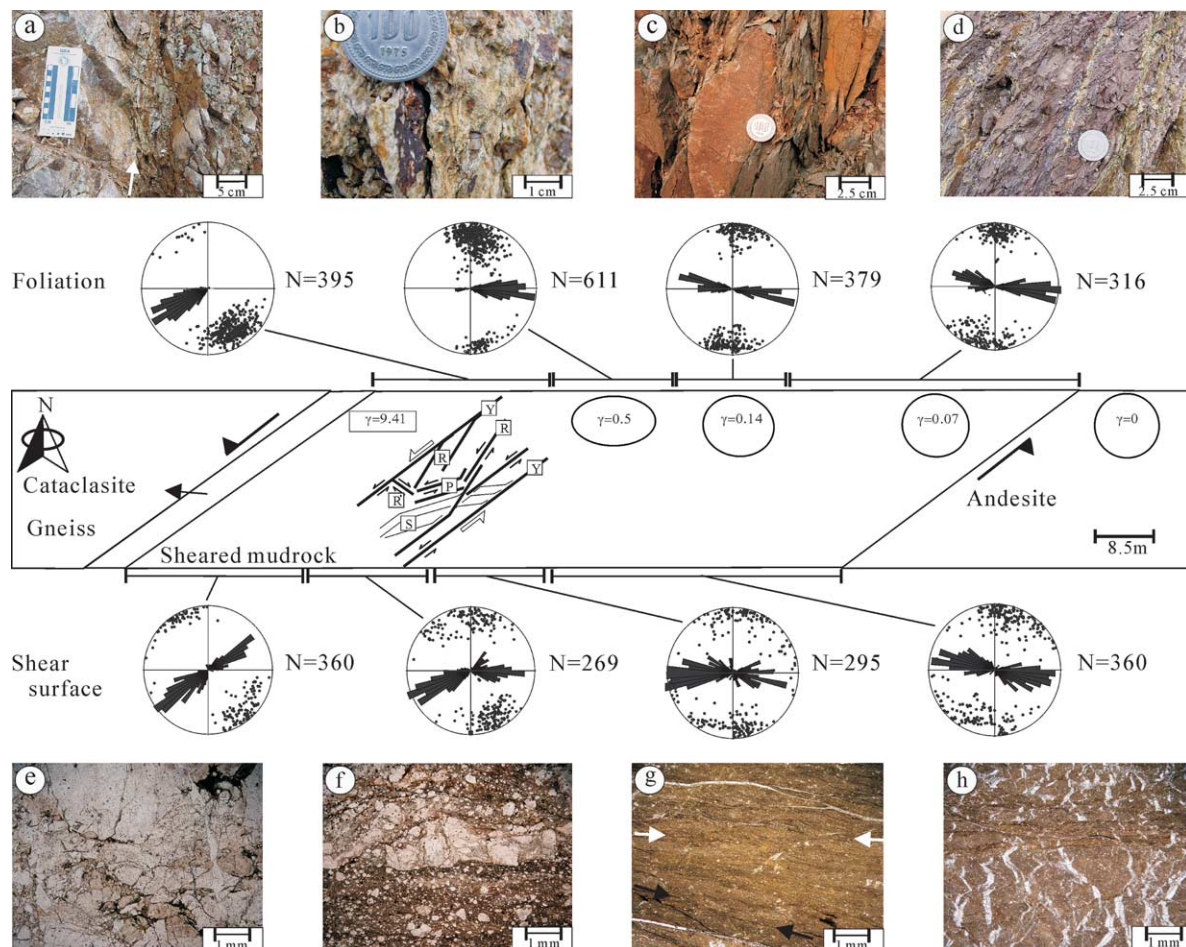 a
b
c
d
100
1975
5 cm
1 cm
2.5 cm
2.5 cm
Foliation
N=395
N=611
N=379
N=316
N
γ=9.41
γ=0.5
γ=0.14
γ=0.07
γ=0
Y
R
R
Y
P
R
S
Cataclasite
Gneiss
Andesite
Sheared mudrock
8.5m
Shear
surface
N=360
N=269
N=295
N=360
e
f
g
h
1 mm
1 mm
1 mm
1 mm